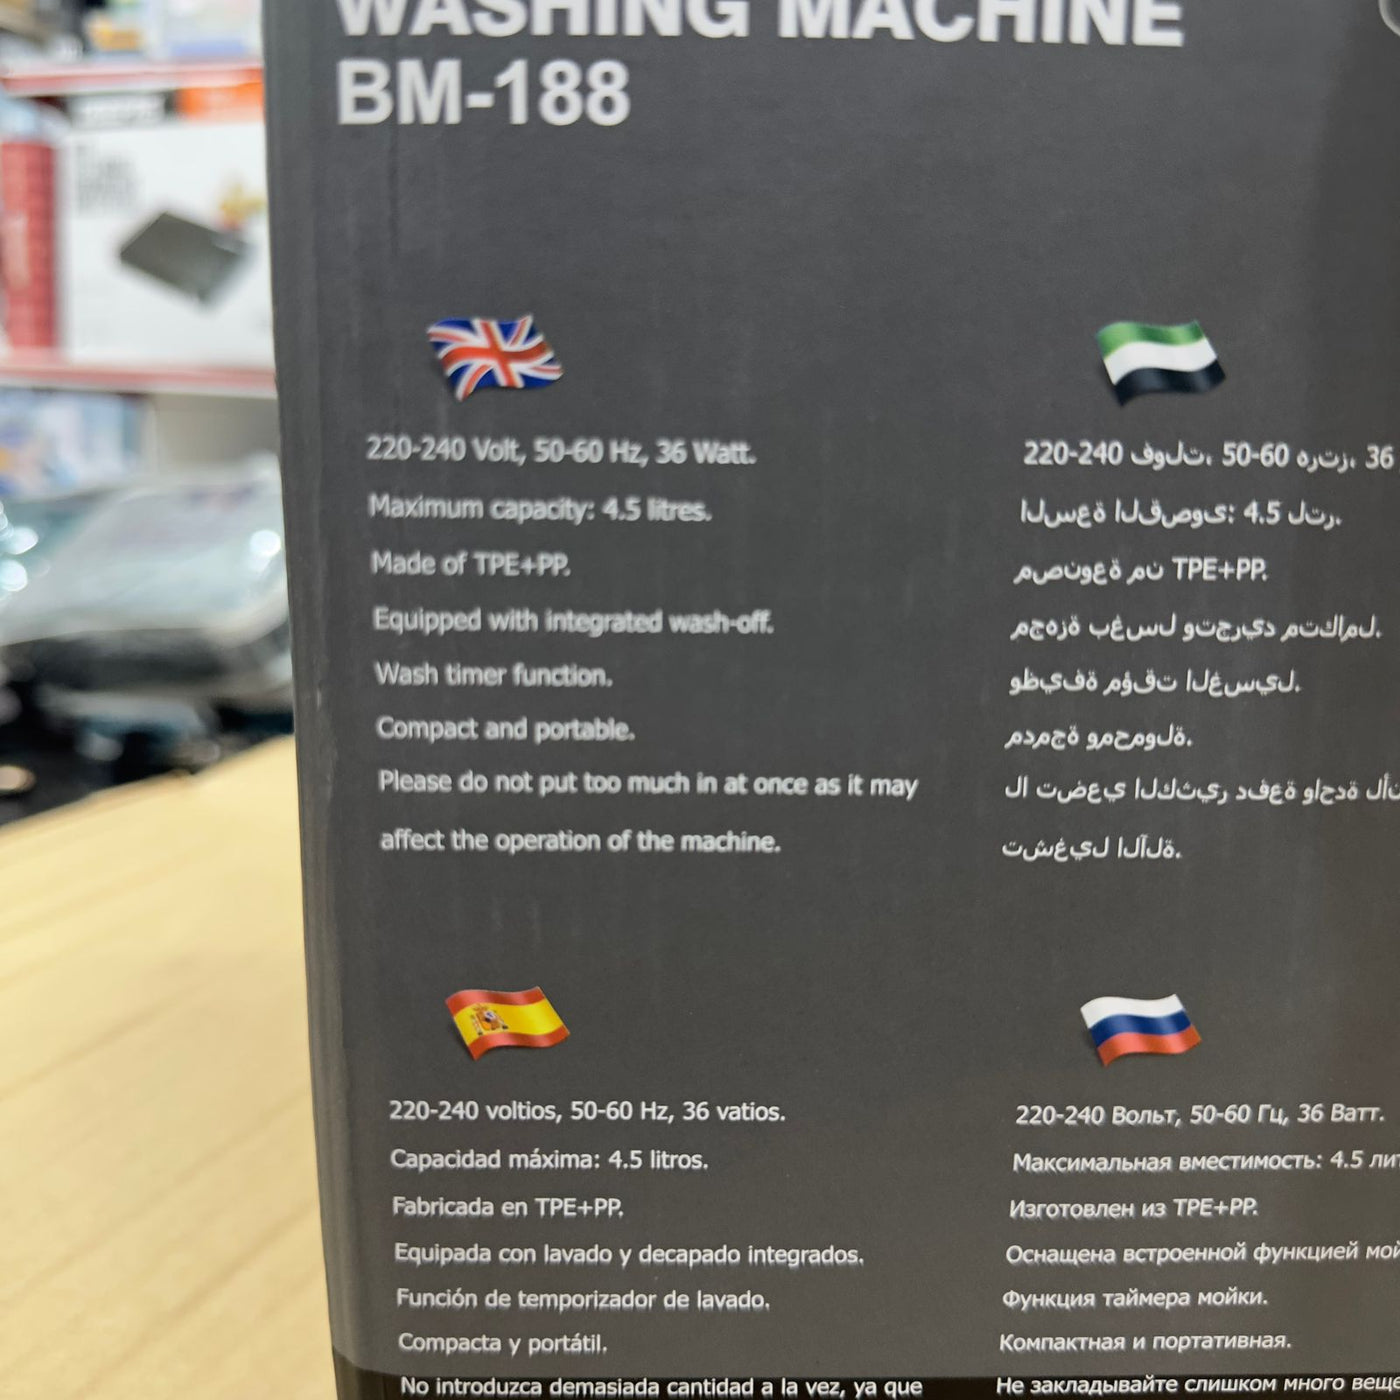 WASHING MACHINE
BM-188
220-240 Volt, 50-60 Hz, 36 Watt.
Maximum capacity: 4.5 litres.
Made of TPE+PP.
Equipped with integrated wash-off.
Wash timer function.
Compact and portable.
Please do not put too much in at once as it may
affect the operation of the machine.
220-240 فولت، 50-60 هرتز، 36
السعة القصوى: 4.5 لتر.
مصنوعة من TPE+PP.
مجهزة بغسل وتجريد متكامل.
وظيفة مؤقت الغسيل.
مدمجة ومحمولة.
لا تضعي الكثير دفعة واحدة
تشغيل الآلة.
220-240 voltios, 50-60 Hz, 36 vatios.
Capacidad máxima: 4.5 litros.
Fabricada en TPE+PP.
Equipada con lavado y decapado integrados.
Función de temporizador de lavado.
Compacta y portátil.
No introduzca demasiada cantidad a la vez, ya que
220-240 Вольт, 50-60 Гц, 36 Ватт.
Максимальная вместимость: 4.5
Изготовлен из TPE+PP.
Оснащена встроенной функцией
Функция таймера мойки.
Компактная и портативная.
Не закладывайте слишком много